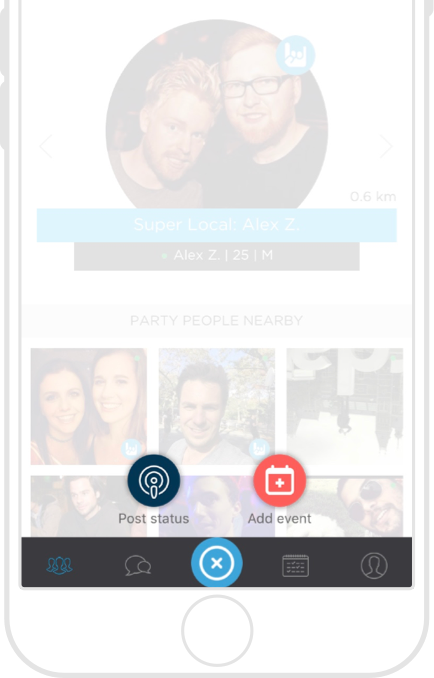 0.6 km
Super Local: Alex Z.
Alex Z. | 25 | M
PARTY PEOPLE NEARBY
Post status
Add event